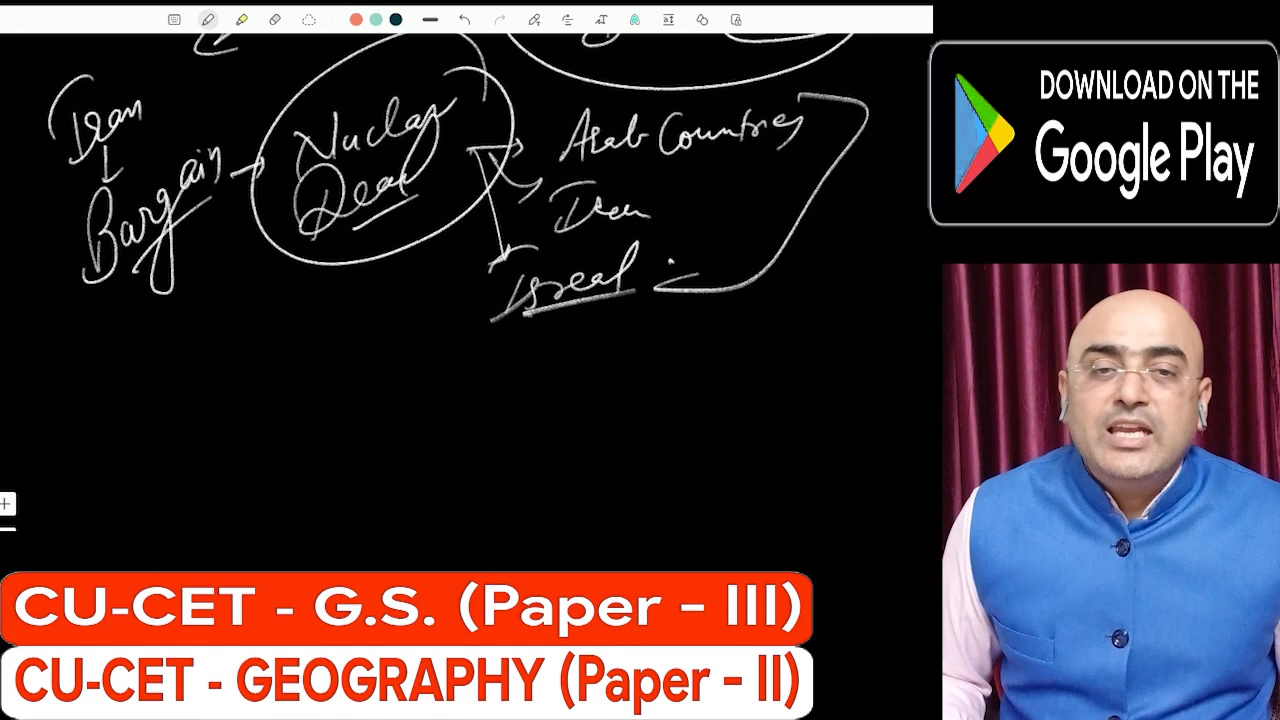 Iran
Bargain
Nuclear
Deal
Arab Countries
Iran
Isreal
DOWNLOAD ON THE
Google Play
CU-CET - G.S. (Paper - III)
CU-CET - GEOGRAPHY (Paper - II)